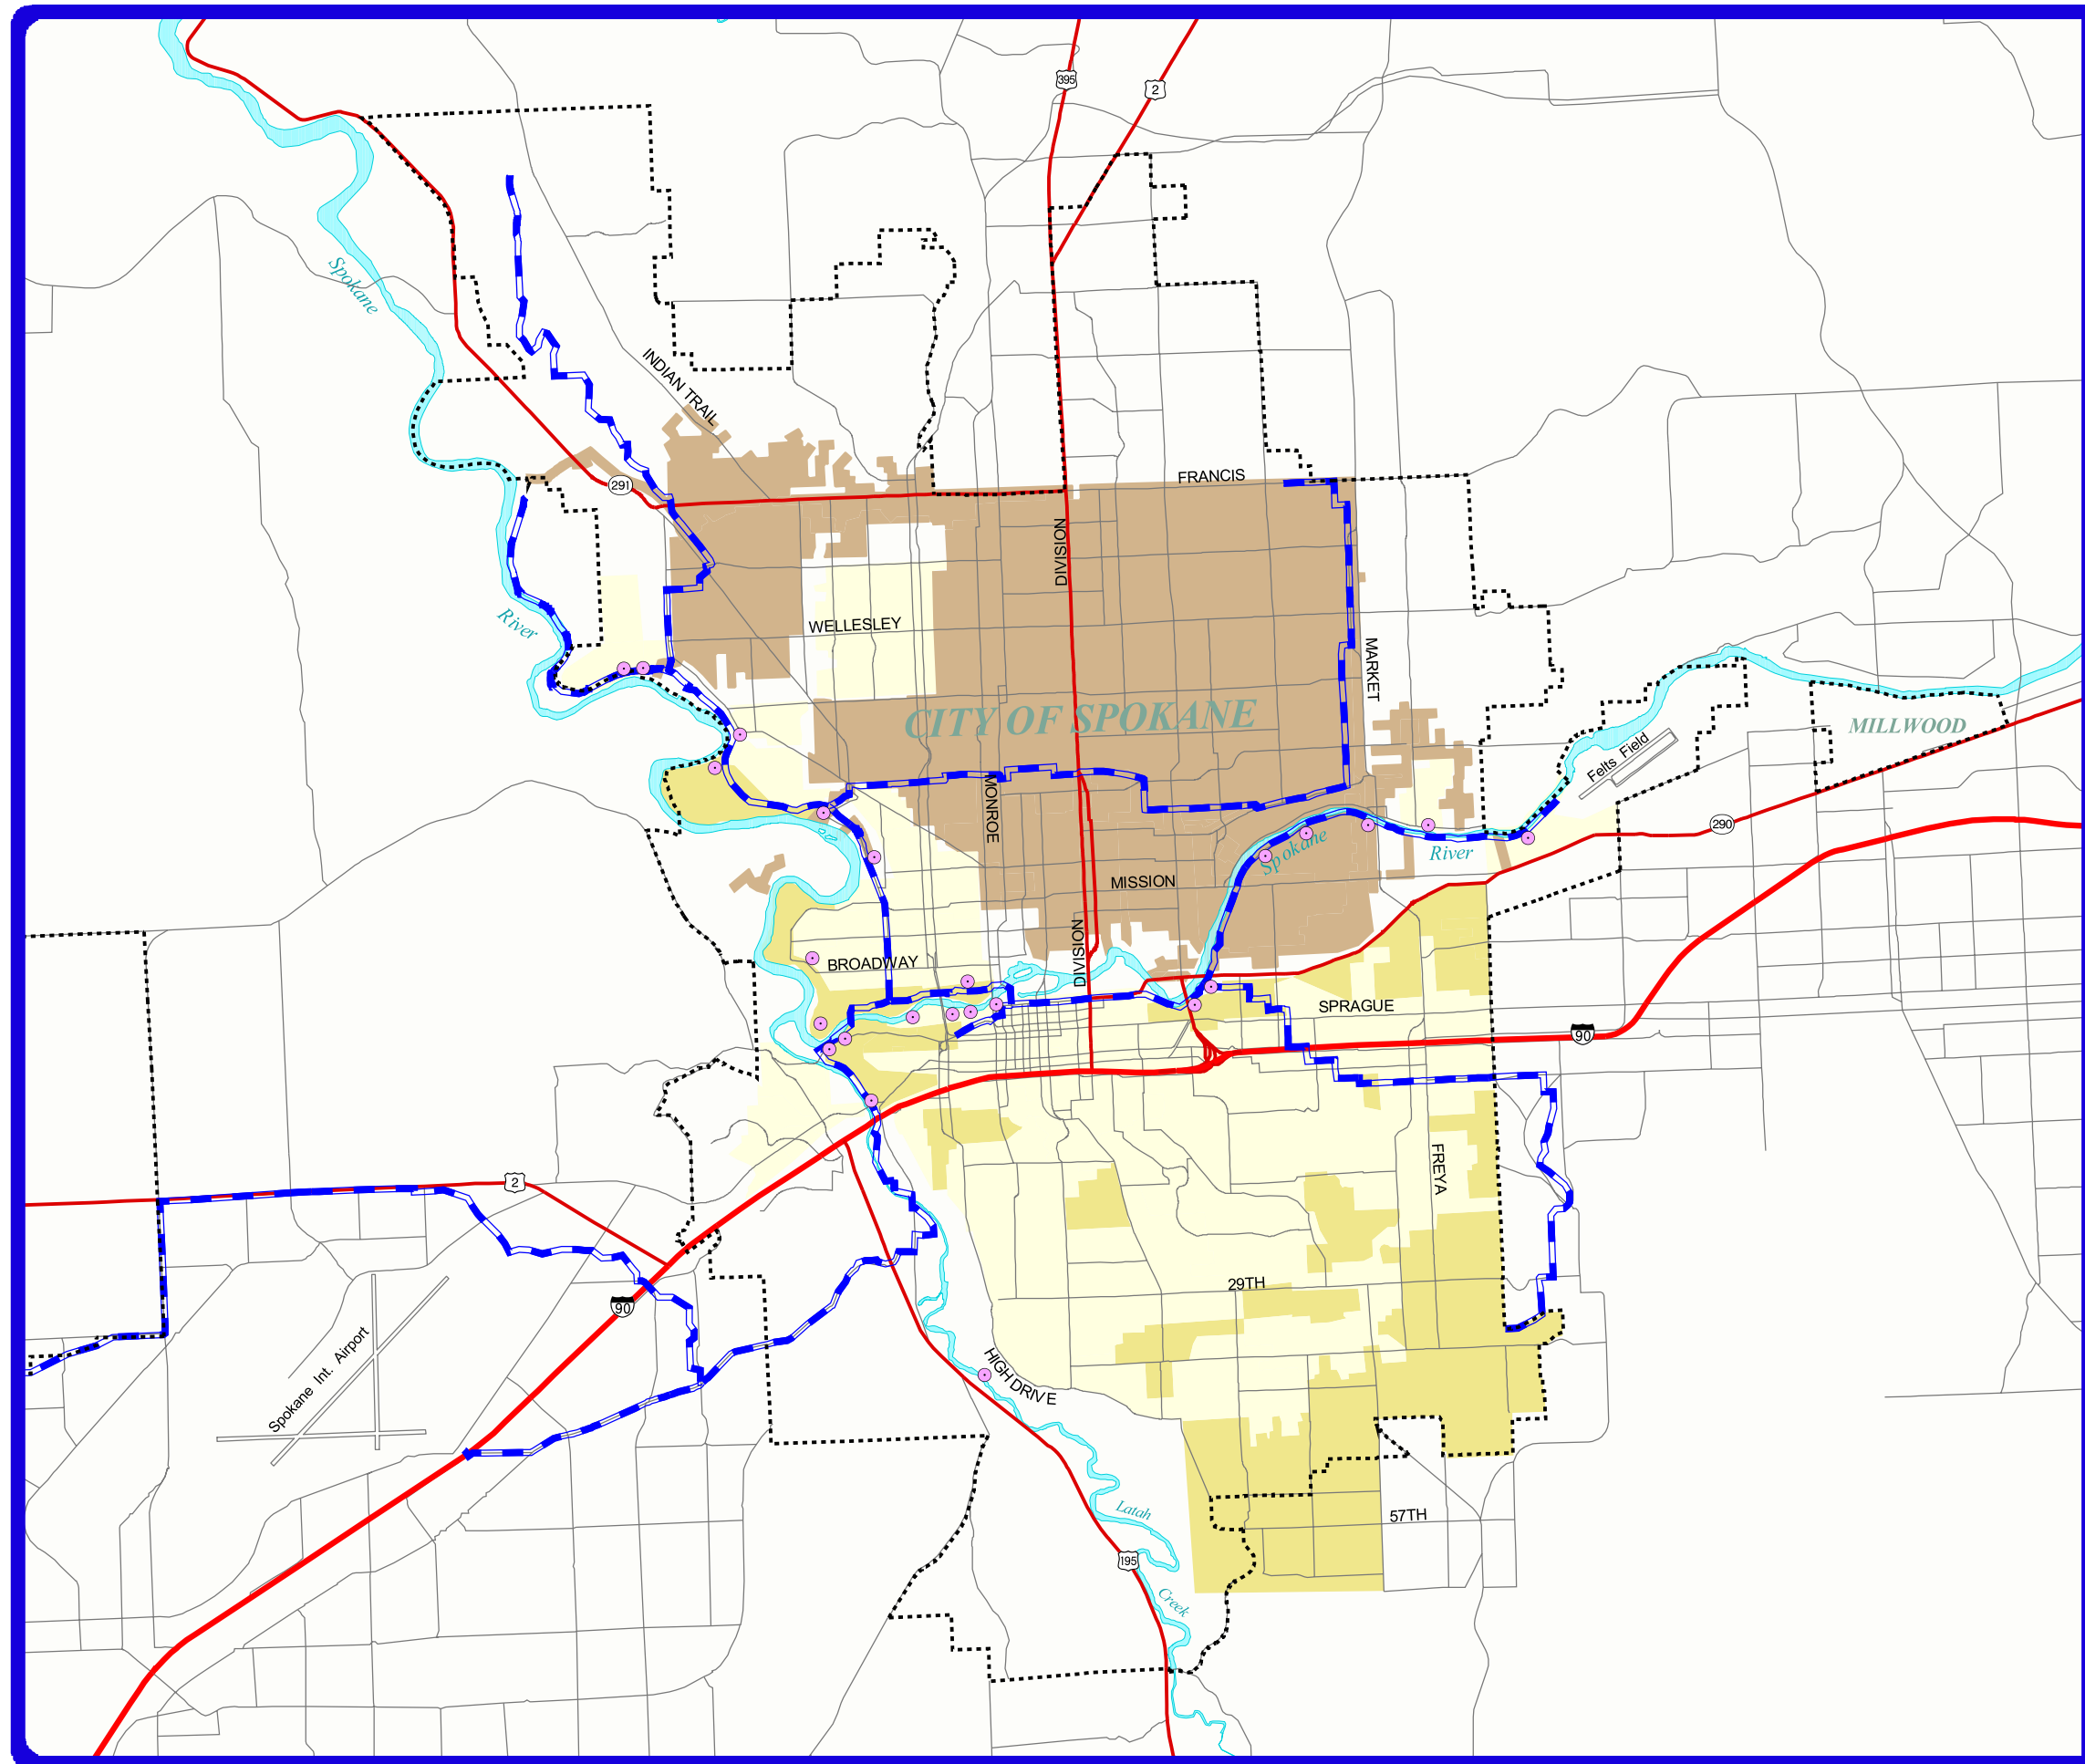 395
2
Spokane
INDIAN TRAIL
FRANCIS
291
DIVISION
River
WELLESLEY
MARKET
CITY OF SPOKANE
MILLWOOD
Felts Field
MONROE
290
Spokane
River
MISSION
DIVISION
BROADWAY
SPRAGUE
90
FREYA
2
29TH
90
Spokane Int. Airport
HIGH DRIVE
Latah
57TH
195
Creek